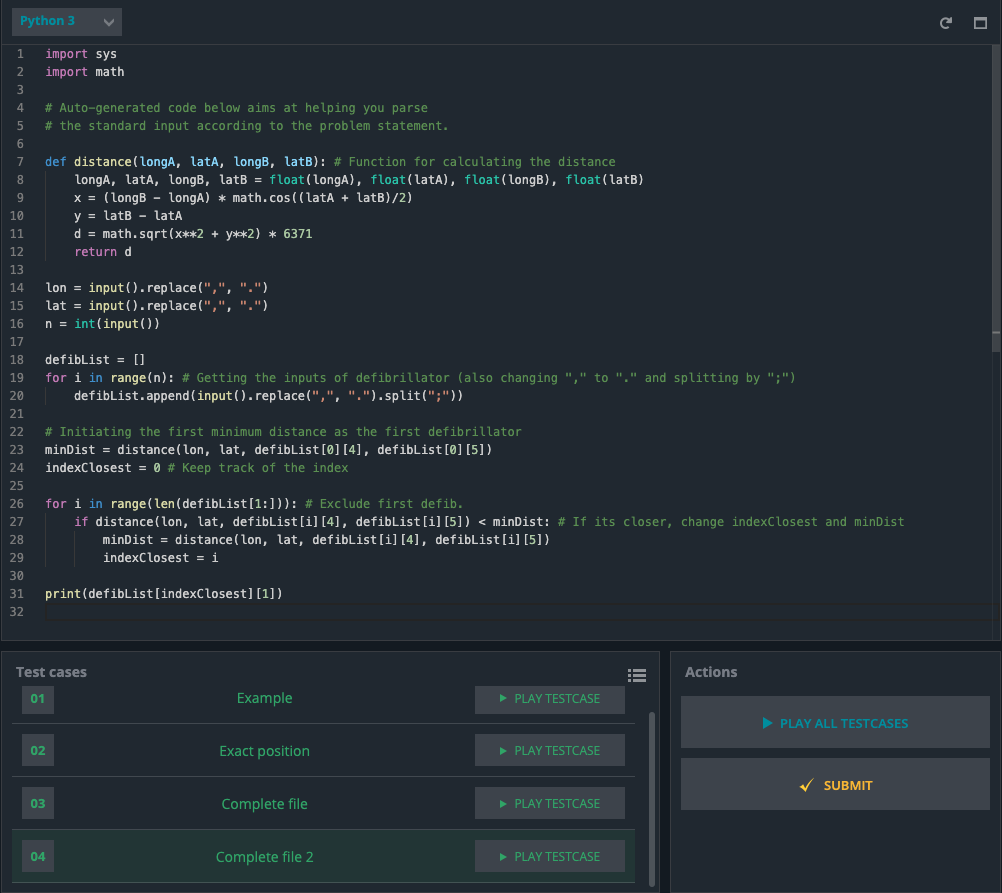 Python 3
1 import sys
2 import math
3
4 # Auto-generated code below aims at helping you parse
5 # the standard input according to the problem statement.
6
7 def distance(longA, latA, longB, latB): # Function for calculating the distance
8     longA, latA, longB, latB = float(longA), float(latA), float(longB), float(latB)
9     x = (longB - longA) * math.cos((latA + latB)/2)
10     y = latB - latA
11     d = math.sqrt(x**2 + y**2) * 6371
12     return d
13
14 lon = input().replace(",", ".")
15 lat = input().replace(",", ".")
16 n = int(input())
17
18 defibList = []
19 for i in range(n): # Getting the inputs of defibrillator (also changing "," to "." and splitting by ";")
20     defibList.append(input().replace(",", ".").split(";"))
21
22 # Initiating the first minimum distance as the first defibrillator
23 minDist = distance(lon, lat, defibList[0][4], defibList[0][5])
24 indexClosest = 0 # Keep track of the index
25
26 for i in range(len(defibList[1:])): # Exclude first defib.
27     if distance(lon, lat, defibList[i][4], defibList[i][5]) < minDist: # If its closer, change indexClosest and minDist
28         minDist = distance(lon, lat, defibList[i][4], defibList[i][5])
29         indexClosest = i
30
31 print(defibList[indexClosest][1])
32
Test cases
01 Example PLAY TESTCASE
02 Exact position PLAY TESTCASE
03 Complete file PLAY TESTCASE
04 Complete file 2 PLAY TESTCASE
Actions
PLAY ALL TESTCASES
SUBMIT